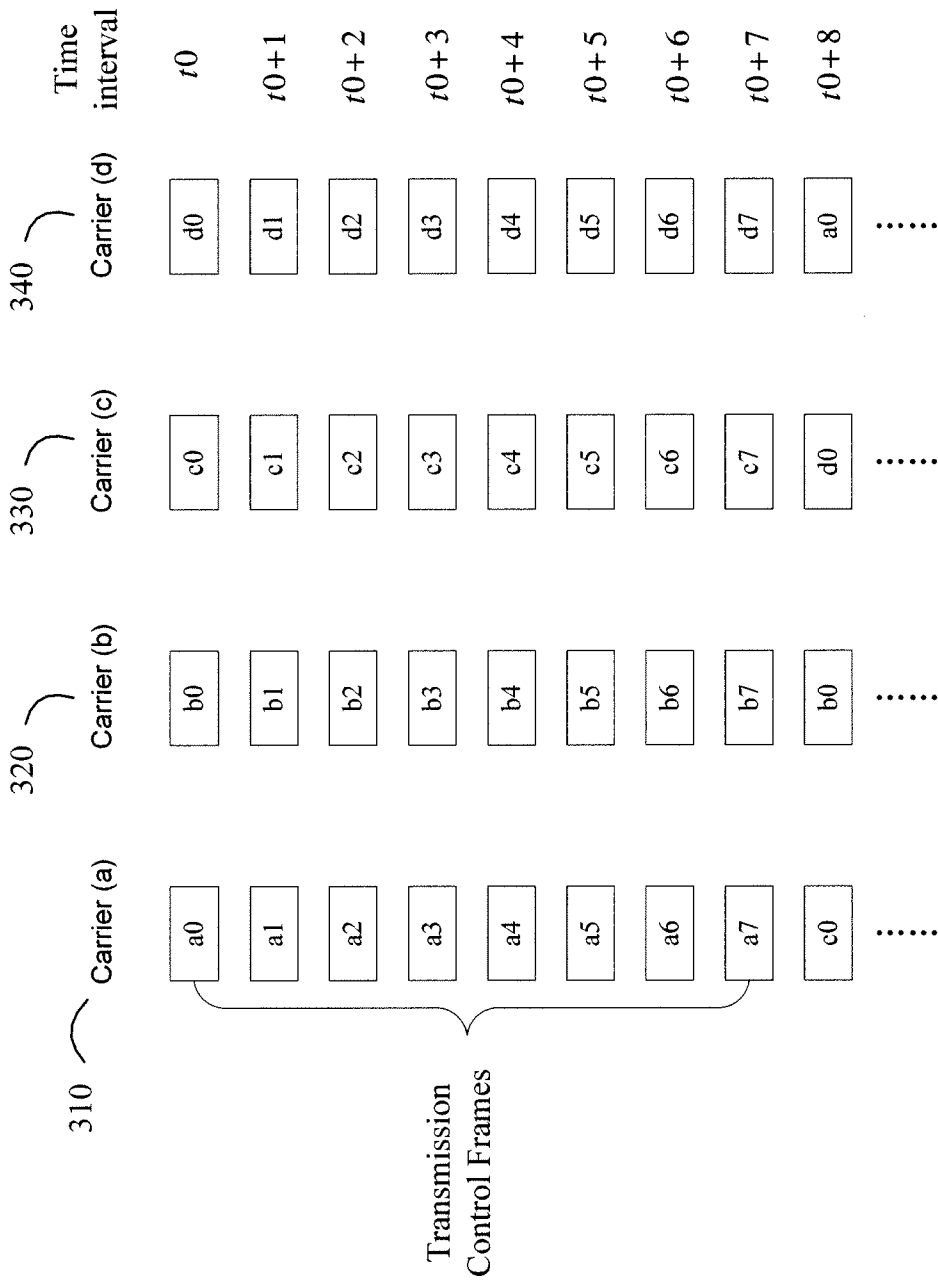 310
320
330
340
Carrier (a)
Carrier (b)
Carrier (c)
Carrier (d)
Time
interval
a0
b0
c0
d0
t0
a1
b1
c1
d1
t0+1
a2
b2
c2
d2
t0+2
a3
b3
c3
d3
t0+3
a4
b4
c4
d4
t0+4
a5
b5
c5
d5
t0+5
a6
b6
c6
d6
t0+6
a7
b7
c7
d7
t0+7
c0
b0
d0
a0
t0+8
......
......
......
......
Transmission
Control Frames